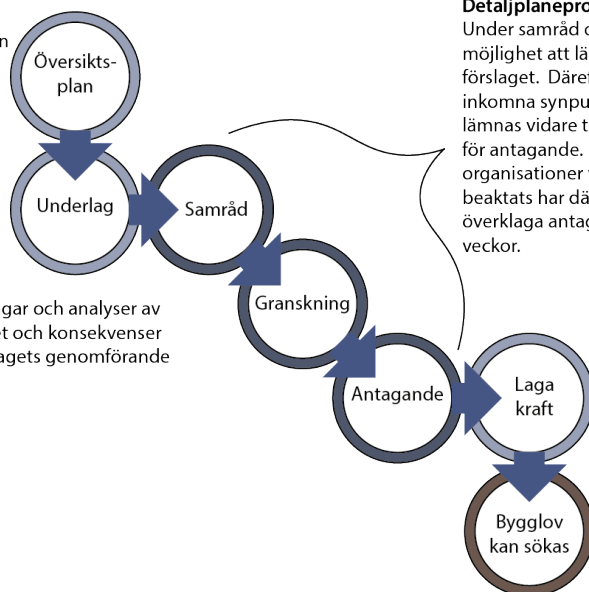 n
Översikts-
plan
Underlag
Samråd
Granskning
Antagande
Laga
kraft
Bygglov
kan sökas
Detaljplanepro
Under samråd o
möjlighet att lä
förslaget. Däref
inkomna synpu
lämnas vidare t
för antagande.
organisationer
beaktats har dä
överklaga antag
veckor.
gar och analyser av
et och konsekvenser
agets genomförande